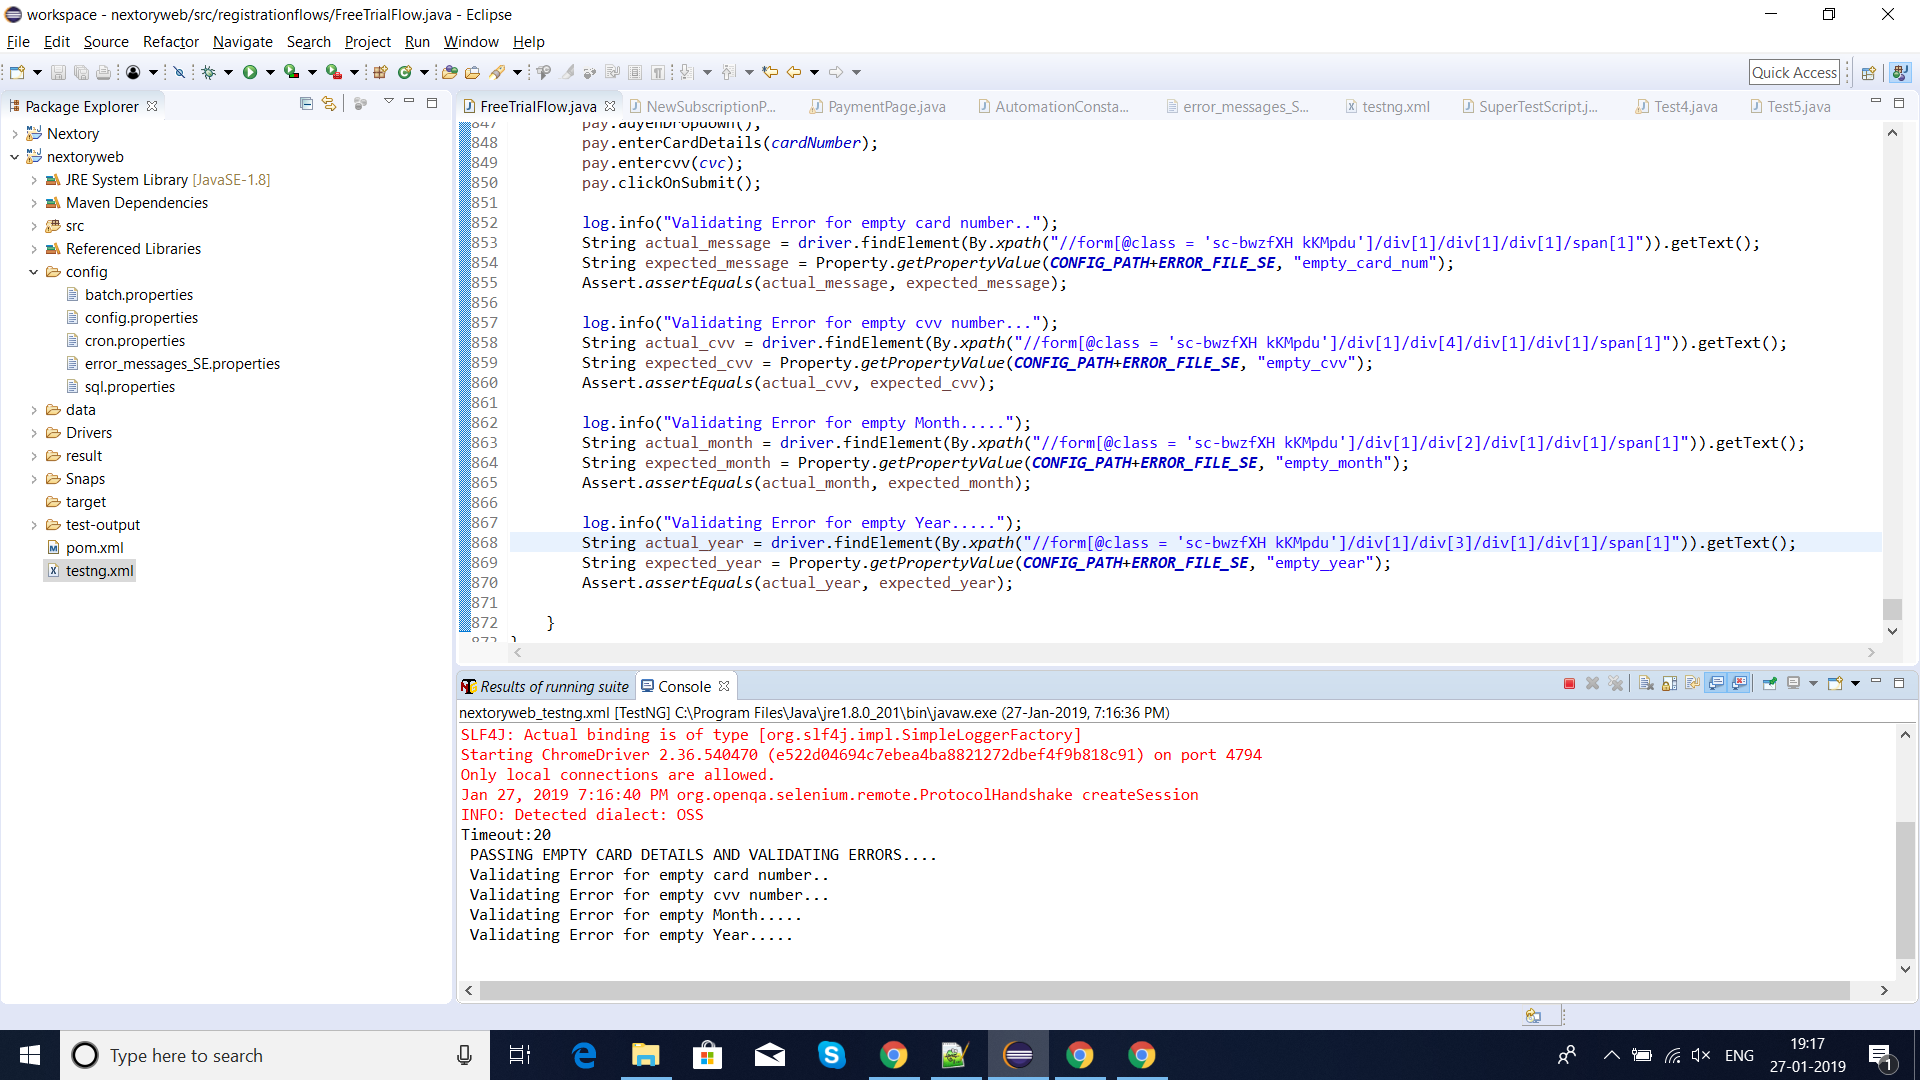 workspace - nextoryweb/src/registrationflows/FreeTrialFlow.java - Eclipse
File Edit Source Refactor Navigate Search Project Run Window Help
Quick Access
Package Explorer
FreeTrialFlow.java NewSubscriptionP... PaymentPage.java AutomationConsta... error_messages_S... testng.xml SuperTestScript.j... Test4.java Test5.java
Nextory
nextoryweb
JRE System Library [JavaSE-1.8]
Maven Dependencies
src
Referenced Libraries
config
batch.properties
config.properties
cron.properties
error_messages_SE.properties
sql.properties
data
Drivers
result
Snaps
target
test-output
pom.xml
testng.xml
847 pay.adyenDropdown();
848 pay.enterCardDetails(cardNumber);
849 pay.entercvv(cvc);
850 pay.clickOnSubmit();
851
852 log.info("Validating Error for empty card number..");
853 String actual_message = driver.findElement(By.xpath("//form[@class = 'sc-bwzfXH kKMpdu']/div[1]/div[1]/div[1]/span[1]")).getText();
854 String expected_message = Property.getPropertyValue(CONFIG_PATH+ERROR_FILE_SE, "empty_card_num");
855 Assert.assertEquals(actual_message, expected_message);
856
857 log.info("Validating Error for empty cvv number...");
858 String actual_cvv = driver.findElement(By.xpath("//form[@class = 'sc-bwzfXH kKMpdu']/div[1]/div[4]/div[1]/div[1]/span[1]")).getText();
859 String expected_cvv = Property.getPropertyValue(CONFIG_PATH+ERROR_FILE_SE, "empty_cvv");
860 Assert.assertEquals(actual_cvv, expected_cvv);
861
862 log.info("Validating Error for empty Month.....");
863 String actual_month = driver.findElement(By.xpath("//form[@class = 'sc-bwzfXH kKMpdu']/div[1]/div[2]/div[1]/div[1]/span[1]")).getText();
864 String expected_month = Property.getPropertyValue(CONFIG_PATH+ERROR_FILE_SE, "empty_month");
865 Assert.assertEquals(actual_month, expected_month);
866
867 log.info("Validating Error for empty Year.....");
868 String actual_year = driver.findElement(By.xpath("//form[@class = 'sc-bwzfXH kKMpdu']/div[1]/div[3]/div[1]/div[1]/span[1]")).getText();
869 String expected_year = Property.getPropertyValue(CONFIG_PATH+ERROR_FILE_SE, "empty_year");
870 Assert.assertEquals(actual_year, expected_year);
871
872 }
873 }
Results of running suite Console
nextoryweb_testng.xml [TestNG] C:\Program Files\Java\jre1.8.0_201\bin\javaw.exe (27-Jan-2019, 7:16:36 PM)
SLF4J: Actual binding is of type [org.slf4j.impl.SimpleLoggerFactory]
Starting ChromeDriver 2.36.540470 (e522d04694c7ebea4ba8821272dbef4f9b818c91) on port 4794
Only local connections are allowed.
Jan 27, 2019 7:16:40 PM org.openqa.selenium.remote.ProtocolHandshake createSession
INFO: Detected dialect: OSS
Timeout:20
PASSING EMPTY CARD DETAILS AND VALIDATING ERRORS....
Validating Error for empty card number..
Validating Error for empty cvv number...
Validating Error for empty Month.....
Validating Error for empty Year.....
Type here to search
ENG
19:17
27-01-2019
1